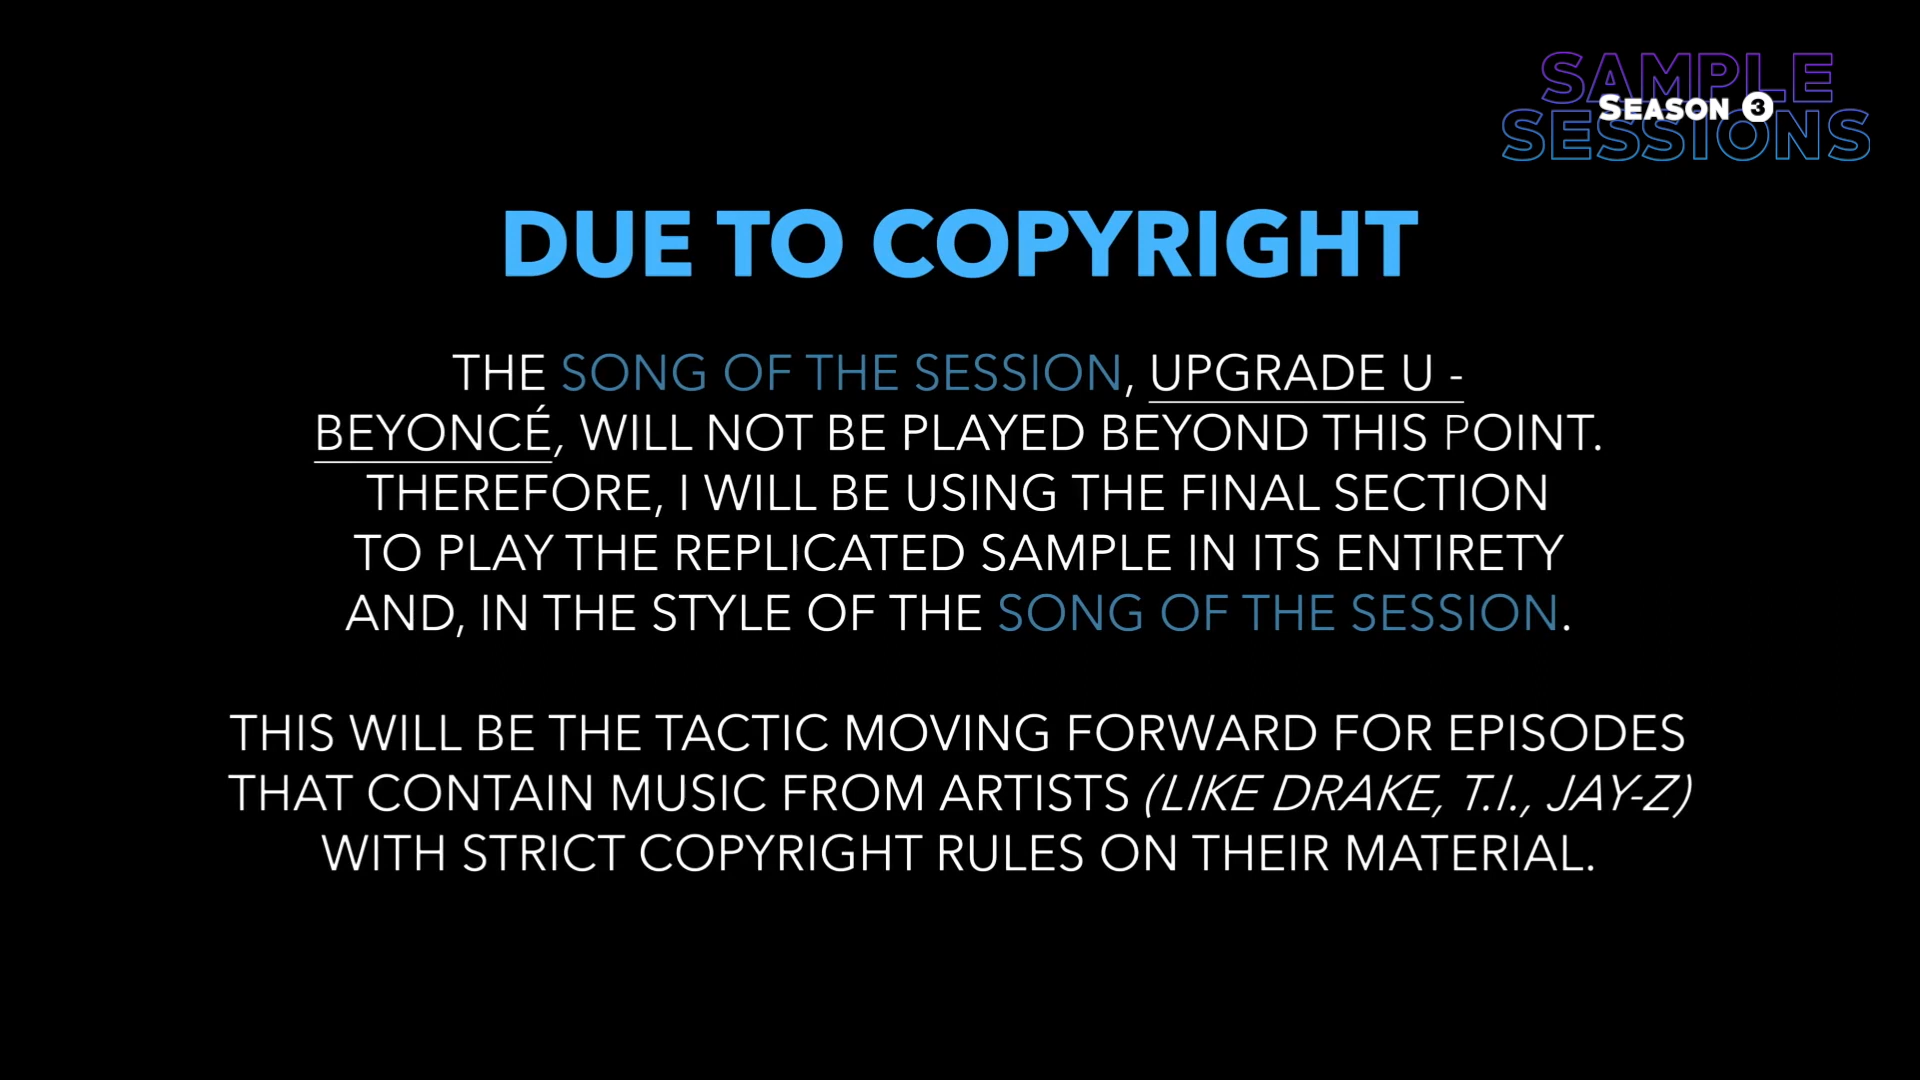 SAMPLE
SEASON 3
SESSIONS
DUE TO COPYRIGHT
THE SONG OF THE SESSION, UPGRADE U -
BEYONCÉ, WILL NOT BE PLAYED BEYOND THIS POINT.
THEREFORE, I WILL BE USING THE FINAL SECTION
TO PLAY THE REPLICATED SAMPLE IN ITS ENTIRETY
AND, IN THE STYLE OF THE SONG OF THE SESSION.
THIS WILL BE THE TACTIC MOVING FORWARD FOR EPISODES
THAT CONTAIN MUSIC FROM ARTISTS (LIKE DRAKE, T.I., JAY-Z)
WITH STRICT COPYRIGHT RULES ON THEIR MATERIAL.